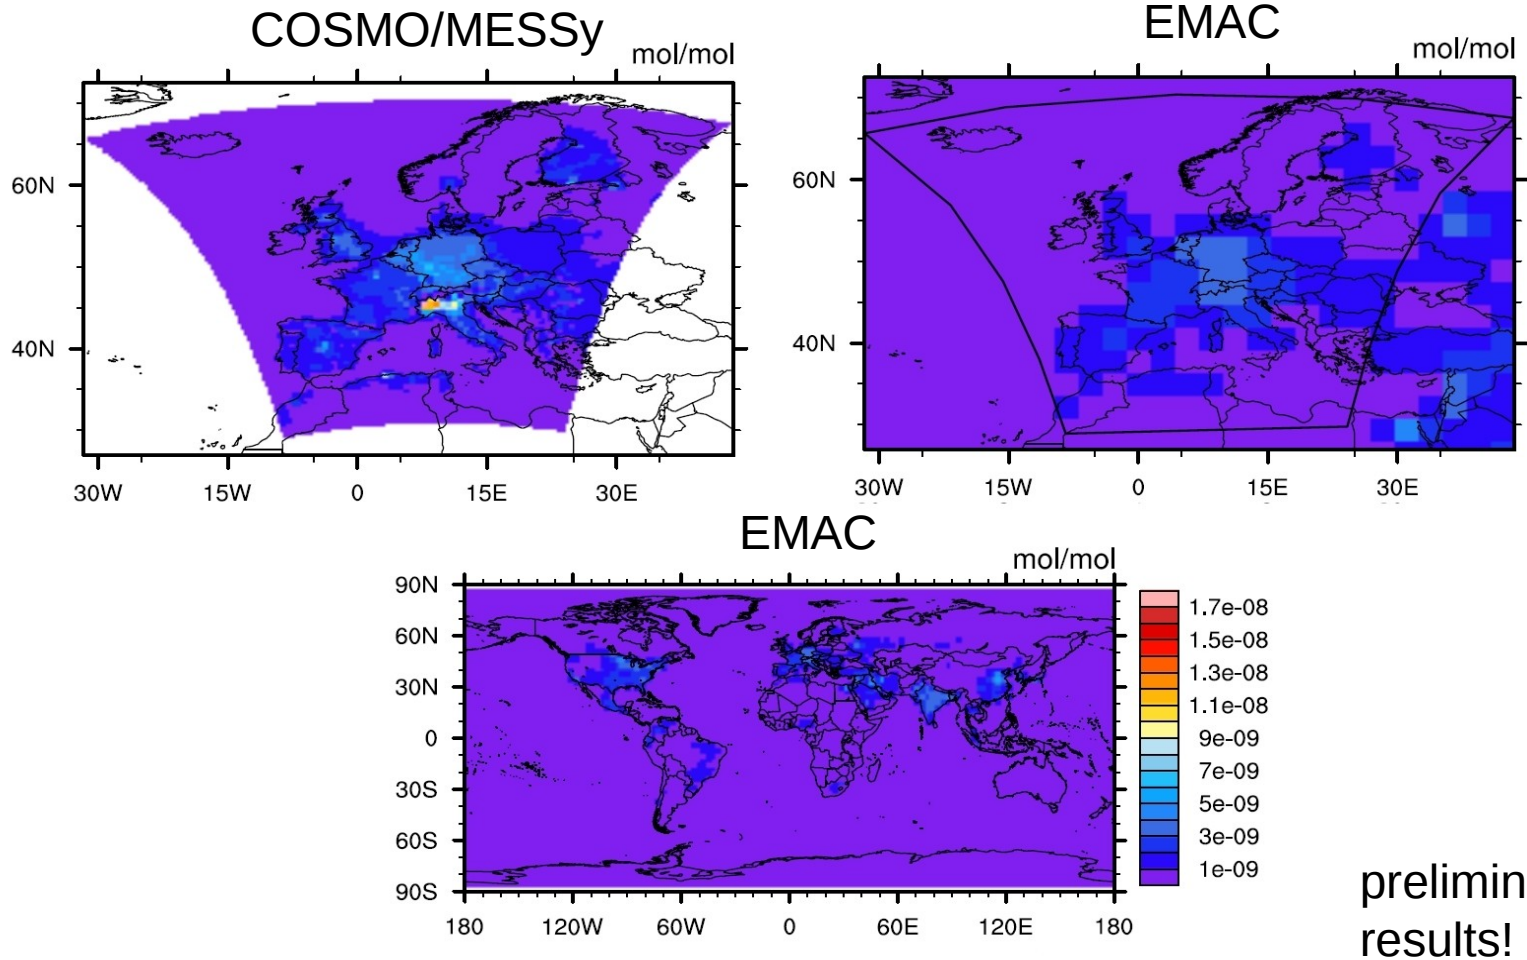 COSMO/MESSy
mol/mol
60N
40N
30W 15W 0 15E 30E
EMAC
mol/mol
60N
40N
30W 15W 0 15E 30E
EMAC
mol/mol
90N
60N
30N
0
30S
60S
90S
180 120W 60W 0 60E 120E 180
1.7e-08
1.5e-08
1.3e-08
1.1e-08
9e-09
7e-09
5e-09
3e-09
1e-09
prelimin
results!